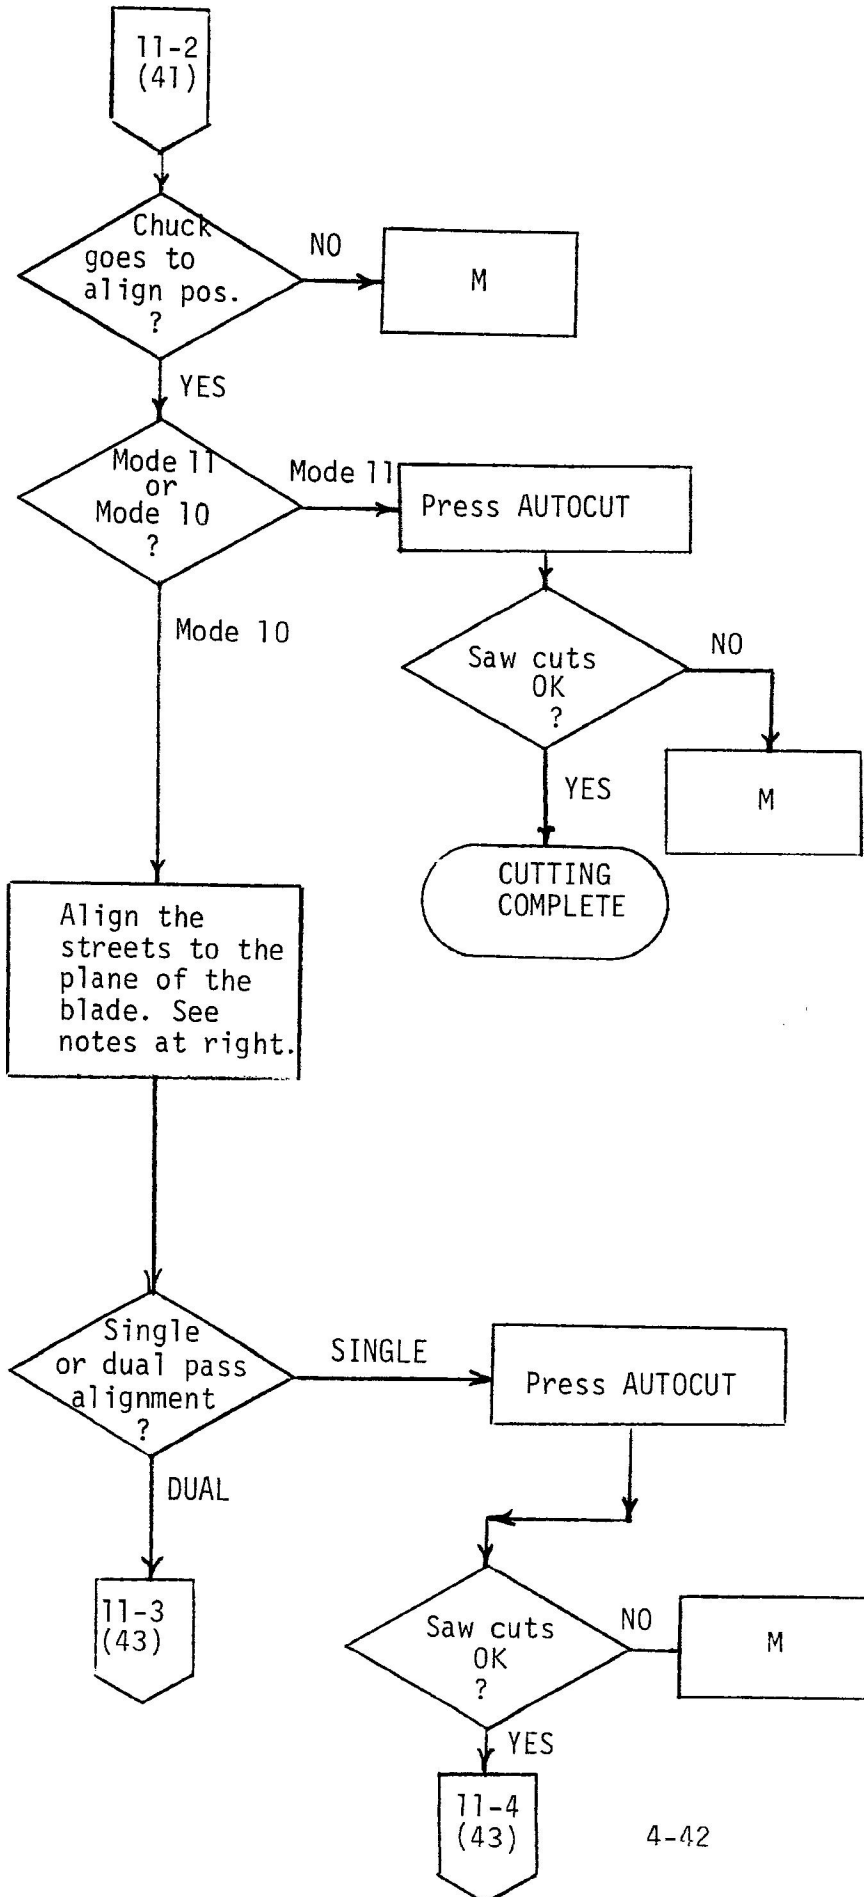 11-2
(41)
Chuck
goes to
align pos.
?
NO
M
YES
Mode 11
or
Mode 10
?
Mode 11
Press AUTOCUT
Mode 10
Saw cuts
OK
?
NO
M
YES
CUTTING
COMPLETE
Align the
streets to the
plane of the
blade. See
notes at right.
Single
or dual pass
alignment
?
SINGLE
Press AUTOCUT
DUAL
11-3
(43)
Saw cuts
OK
?
NO
M
YES
11-4
(43)
4-42